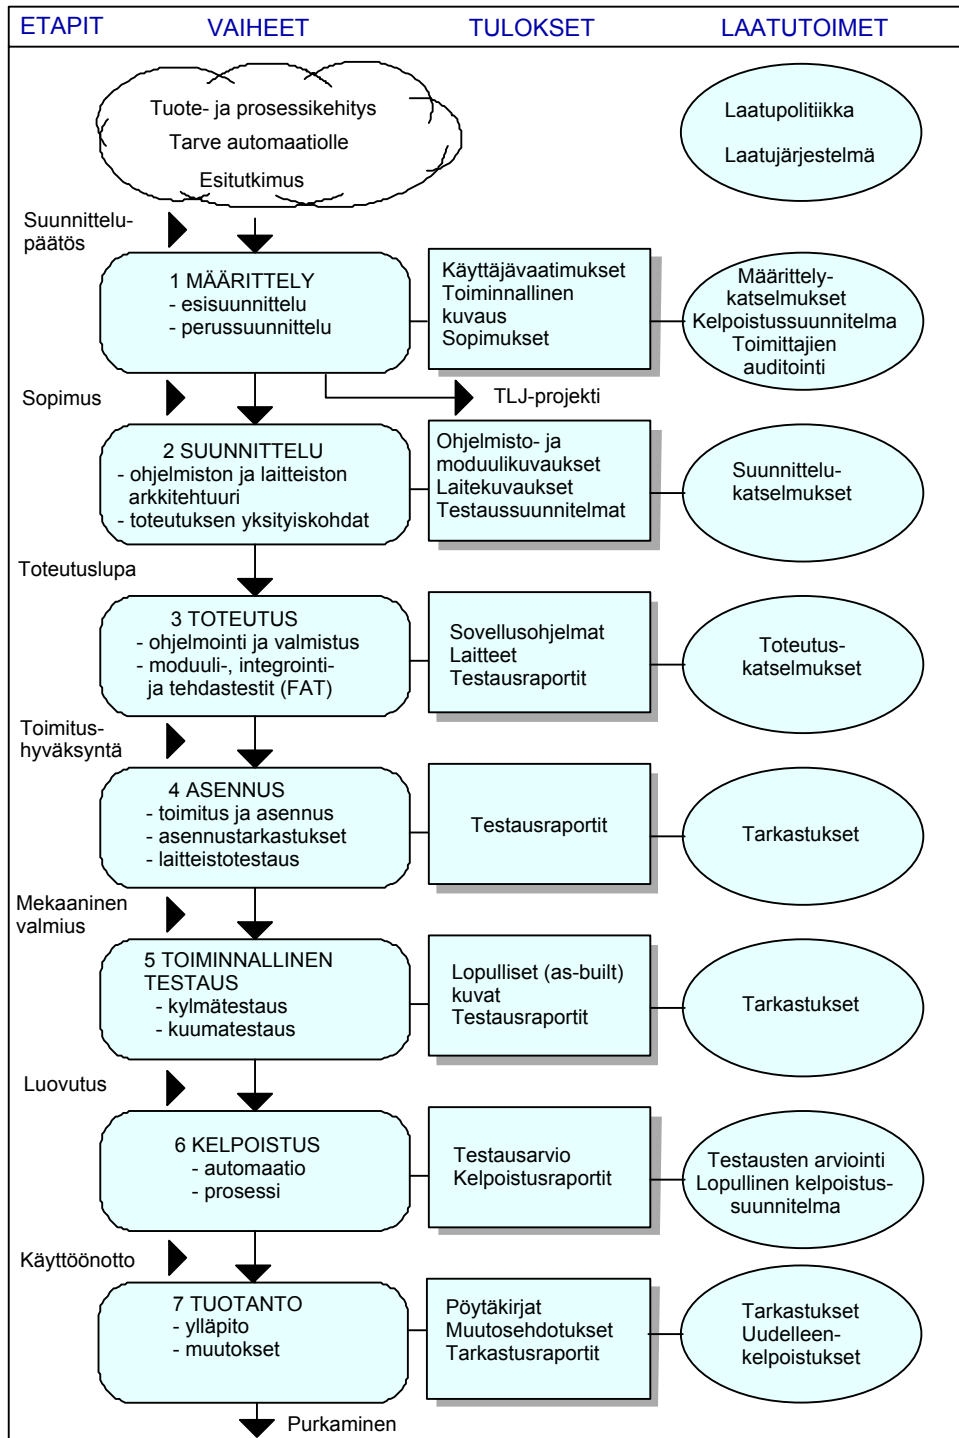 ETAPIT VAIHEET TULOKSET LAATUTOIMET
Tuote- ja prosessikehitys
Tarve automaatiolle
Esitutkimus
Laatupolitiikka
Laatujärjestelmä
Suunnittelu-
päätös
1 MÄÄRITTELY
- esisuunnittelu
- perussuunnittelu
Käyttäjävaatimukset
Toiminnallinen
kuvaus
Sopimukset
Määrittely-
katselmukset
Kelpoistussuunnitelma
Toimittajien
auditointi
Sopimus
TLJ-projekti
2 SUUNNITTELU
- ohjelmiston ja laitteiston
arkkitehtuuri
- toteutuksen yksityiskohdat
Ohjelmisto- ja
moduulikuvaukset
Laitekuvaukset
Testaussuunnitelmat
Suunnittelu-
katselmukset
Toteutuslupa
3 TOTEUTUS
- ohjelmointi ja valmistus
- moduuli-, integrointi-
ja tehdastestit (FAT)
Sovellusohjelmat
Laitteet
Testausraportit
Toteutus-
katselmukset
Toimitus-
hyväksyntä
4 ASENNUS
- toimitus ja asennus
- asennustarkastukset
- laitteistotestaus
Testausraportit
Tarkastukset
Mekaaninen
valmius
5 TOIMINNALLINEN
TESTAUS
- kylmätestaus
- kuumatestaus
Lopulliset (as-built)
kuvat
Testausraportit
Tarkastukset
Luovutus
6 KELPOISTUS
- automaatio
- prosessi
Testausarvio
Kelpoistusraportit
Testausten arviointi
Lopullinen kelpoistus-
suunnitelma
Käyttöönotto
7 TUOTANTO
- ylläpito
- muutokset
Pöytäkirjat
Muutosehdotukset
Tarkastusraportit
Tarkastukset
Uudelleen-
kelpoistukset
Purkaminen